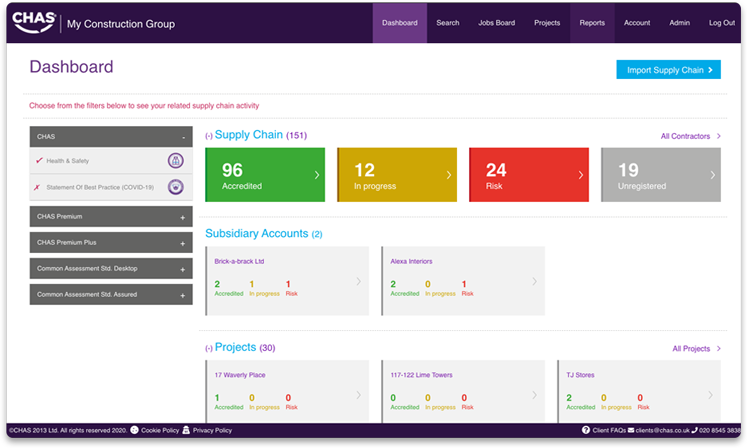 CHAS My Construction Group Dashboard Search Jobs Board Projects Reports Account Admin Log Out
Dashboard
Import Supply Chain
Choose from the filters below to see your related supply chain activity
CHAS -
Health & Safety
Statement Of Best Practice (COVID-19)
CHAS Premium +
CHAS Premium Plus +
Common Assessment Std. Desktop +
Common Assessment Std. Assured +
(-) Supply Chain (151)
All Contractors
96
Accredited
12
In progress
24
Risk
19
Unregistered
Subsidiary Accounts (2)
Brick-a-brack Ltd
2 1 1
Accredited In progress Risk
Alexa Interiors
2 0 1
Accredited In progress Risk
(-) Projects (30)
All Projects
17 Waverly Place
1 0 0
Accredited In progress Risk
117-122 Lime Towers
0 0 0
Accredited In progress Risk
TJ Stores
2 0 0
Accredited In progress Risk
©CHAS 2013 Ltd. All rights reserved 2020. Cookie Policy Privacy Policy Client FAQs clients@chas.co.uk 020 8545 3838